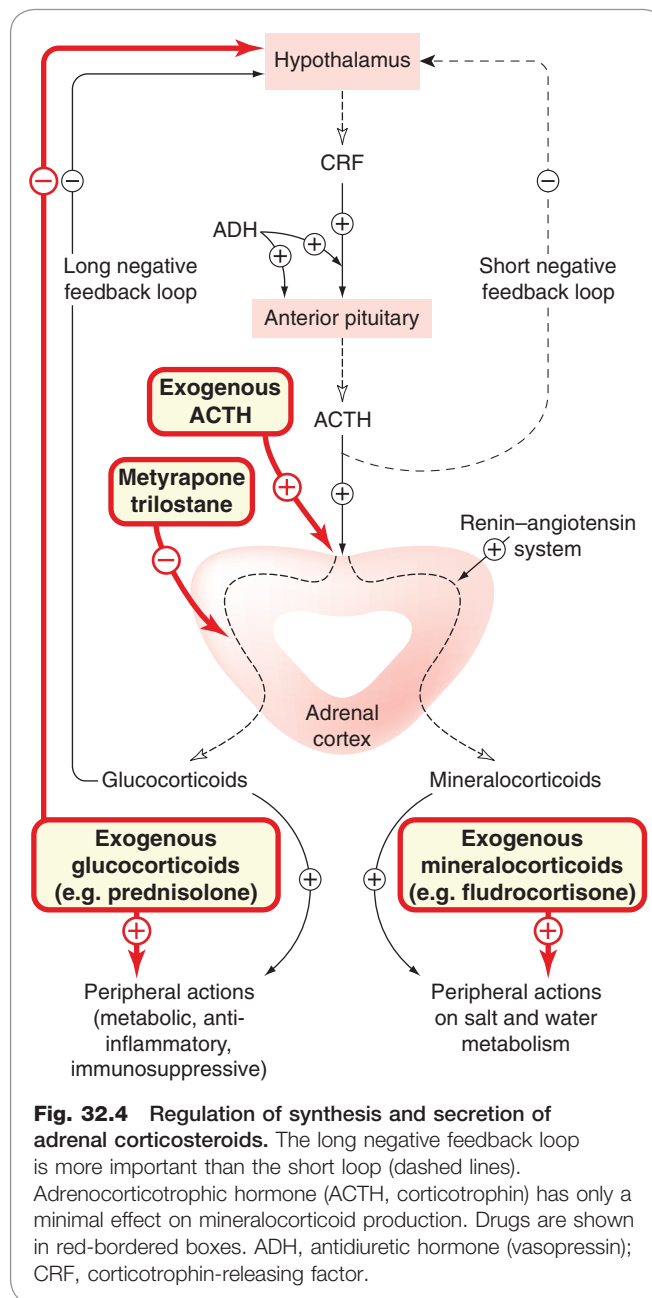 Hypothalamus
−
−
−
CRF
+
ADH
+
+
Long negative
feedback loop
Short negative
feedback loop
Anterior pituitary
Exogenous
ACTH
ACTH
+
+
Metyrapone
trilostane
−
Renin–angiotensin
system
+
Adrenal
cortex
Glucocorticoids
Mineralocorticoids
Exogenous
glucocorticoids
(e.g. prednisolone)
+
+
Exogenous
mineralocorticoids
(e.g. fludrocortisone)
+
+
Peripheral actions
(metabolic, anti-
inflammatory,
immunosuppressive)
Peripheral actions
on salt and water
metabolism
Fig. 32.4 Regulation of synthesis and secretion of
adrenal corticosteroids. The long negative feedback loop
is more important than the short loop (dashed lines).
Adrenocorticotrophic hormone (ACTH, corticotrophin) has only a
minimal effect on mineralocorticoid production. Drugs are shown
in red-bordered boxes. ADH, antidiuretic hormone (vasopressin);
CRF, corticotrophin-releasing factor.